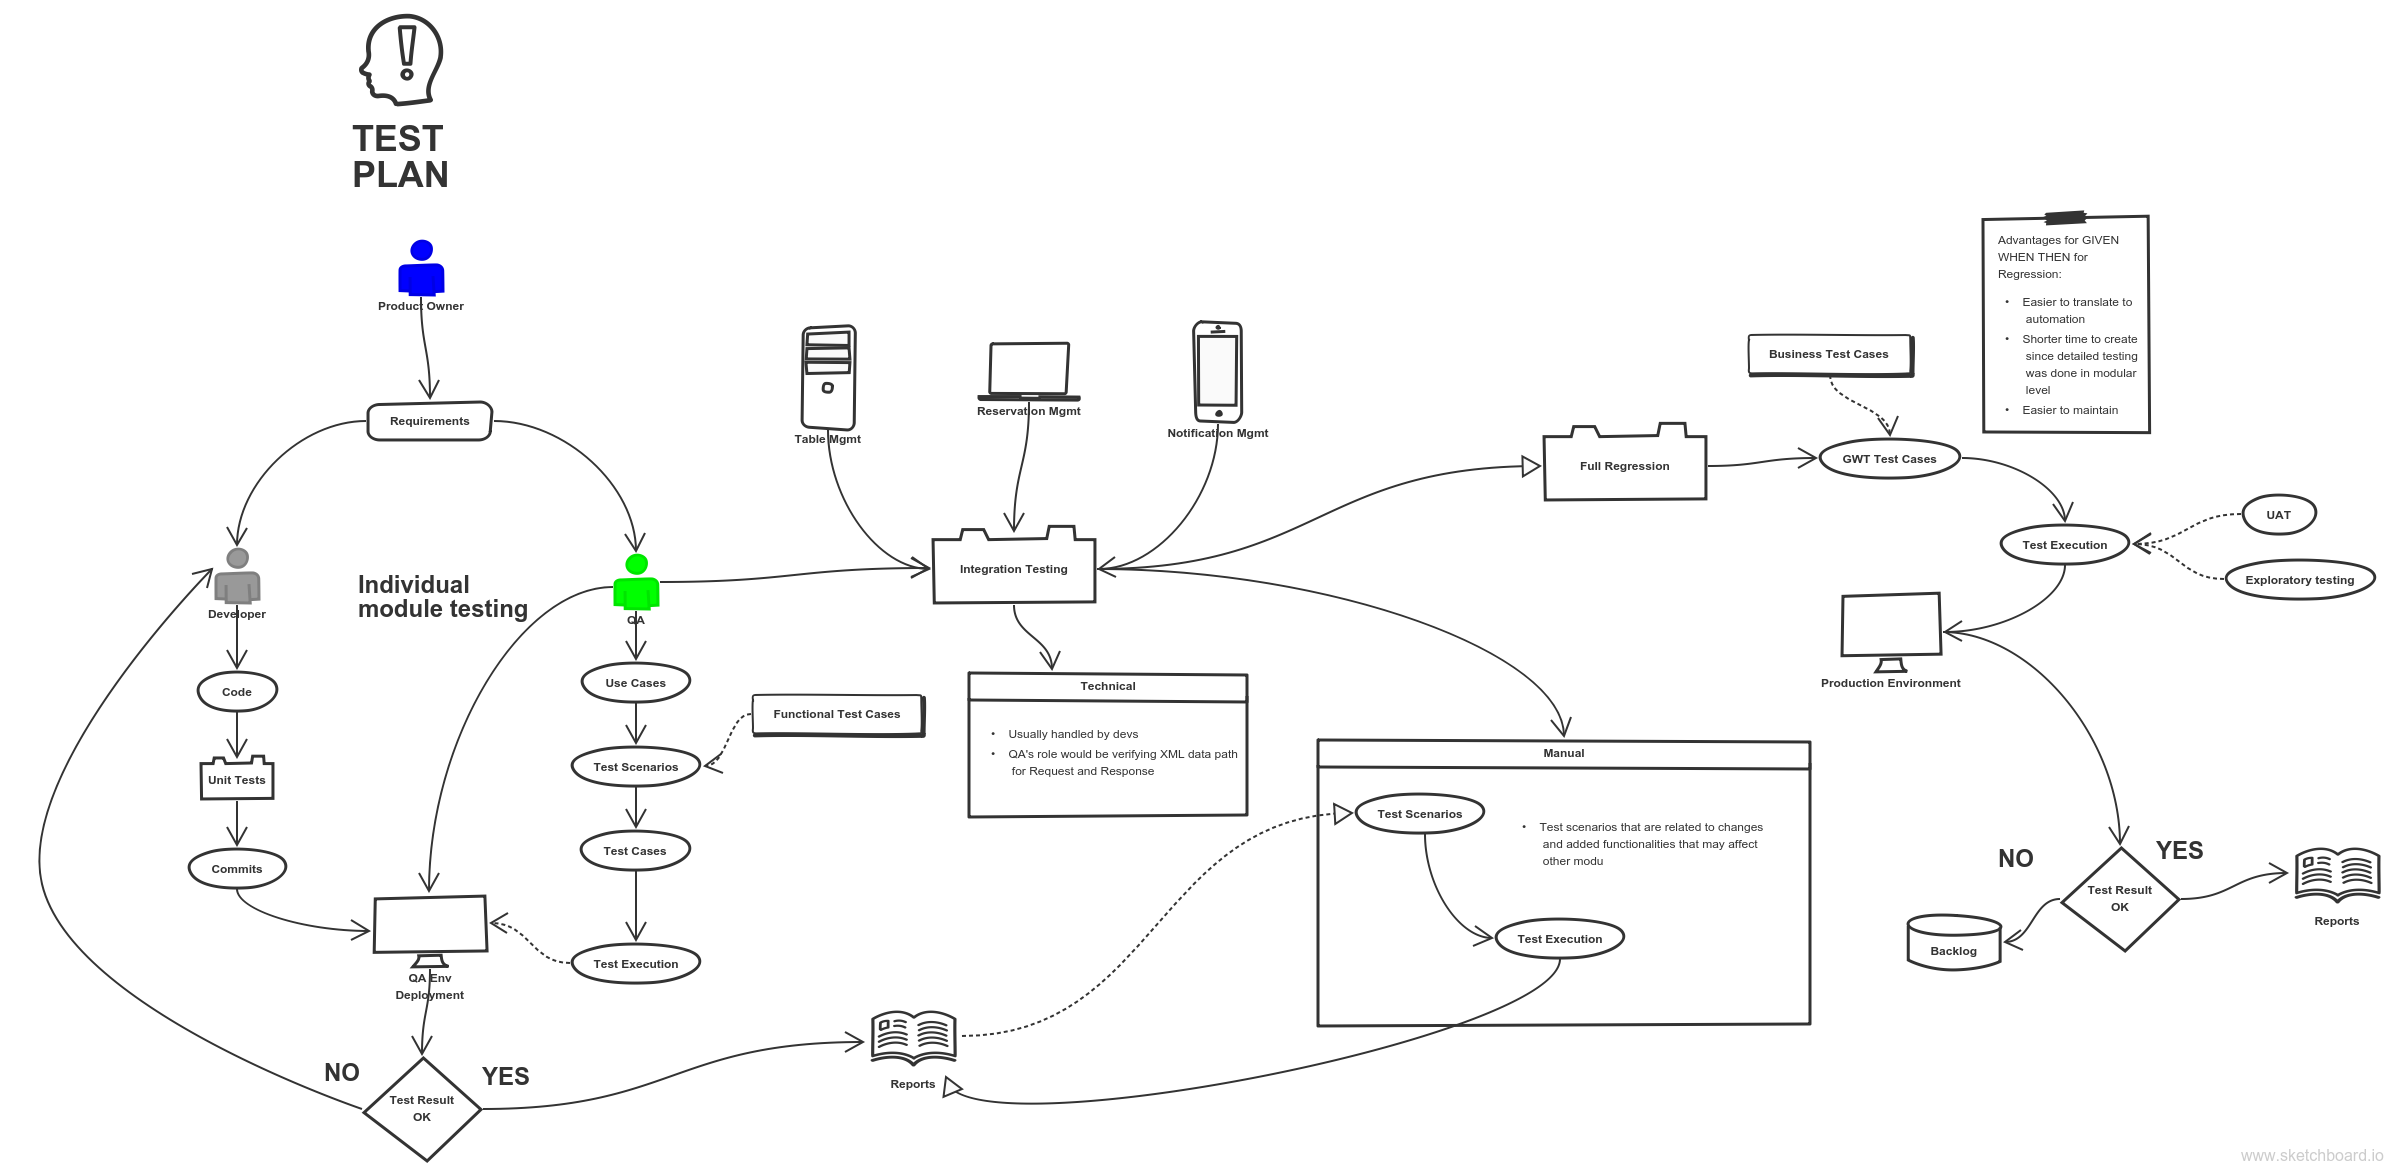 TEST
PLAN
Product Owner
Requirements
Developer
Individual
module testing
QA
Code
Unit Tests
Commits
Use Cases
Test Scenarios
Functional Test Cases
Test Cases
Test Execution
QA Env
Deployment
NO
YES
Test Result
OK
Reports
Table Mgmt
Reservation Mgmt
Notification Mgmt
Integration Testing
Technical
• Usually handled by devs
• QA's role would be verifying XML data path
for Request and Response
Manual
Test Scenarios
• Test scenarios that are related to changes
and added functionalities that may affect
other modu
Test Execution
Full Regression
Business Test Cases
GWT Test Cases
Advantages for GIVEN
WHEN THEN for
Regression:
• Easier to translate to
automation
• Shorter time to create
since detailed testing
was done in modular
level
• Easier to maintain
Test Execution
UAT
Exploratory testing
Production Environment
NO
YES
Test Result
OK
Backlog
Reports
www.sketchboard.io